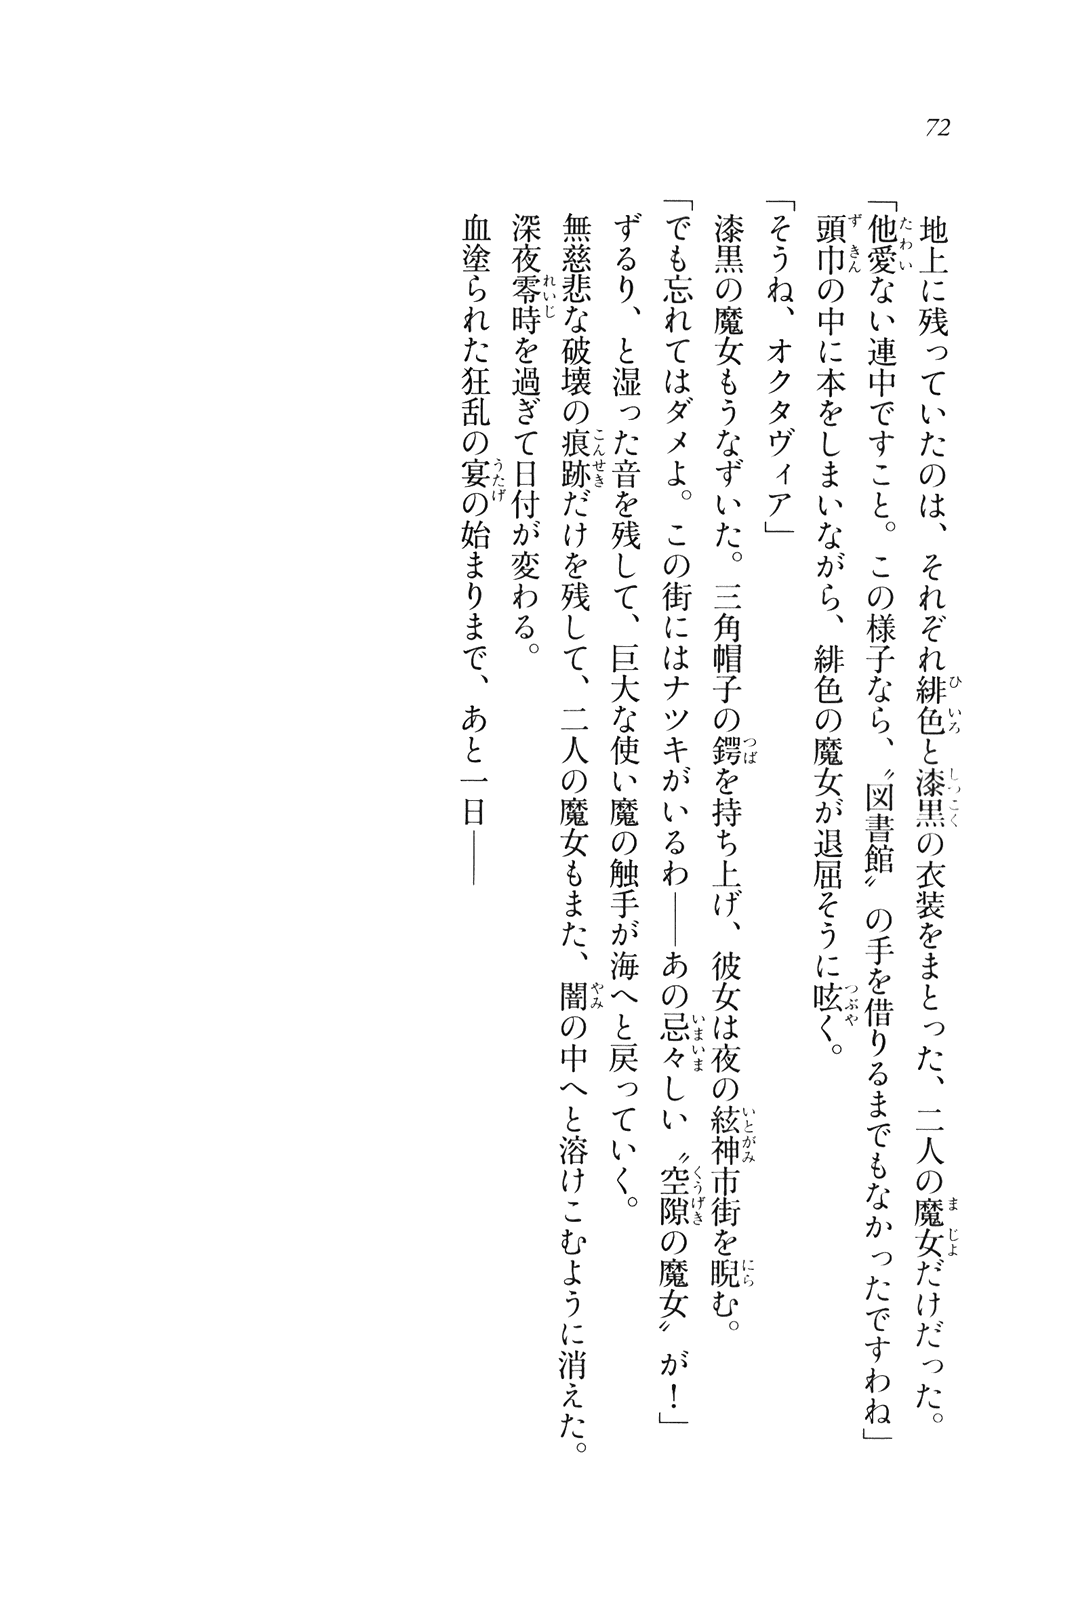 72
地上に残っていたのは、それぞれ緋色と漆黒の衣装をまとった、二人の魔女だけだった。
「他愛ない連中ですこと。この様子なら、〝図書館〟の手を借りるまでもなかったですわね」
頭巾の中に本をしまいながら、緋色の魔女が退屈そうに呟く。
「そうね、オクタヴィア」
漆黒の魔女もうなずいた。三角帽子の鍔を持ち上げ、彼女は夜の絃神市街を睨む。
「でも忘れてはダメよ。この街にはナツキがいるわ――あの忌々しい〝空隙の魔女〟が！」
ずるり、と湿った音を残して、巨大な使い魔の触手が海へと戻っていく。
無慈悲な破壊の痕跡だけを残して、二人の魔女もまた、闇の中へと溶けこむように消えた。
深夜零時を過ぎて日付が変わる。
血塗られた狂乱の宴の始まりまで、あと一日――